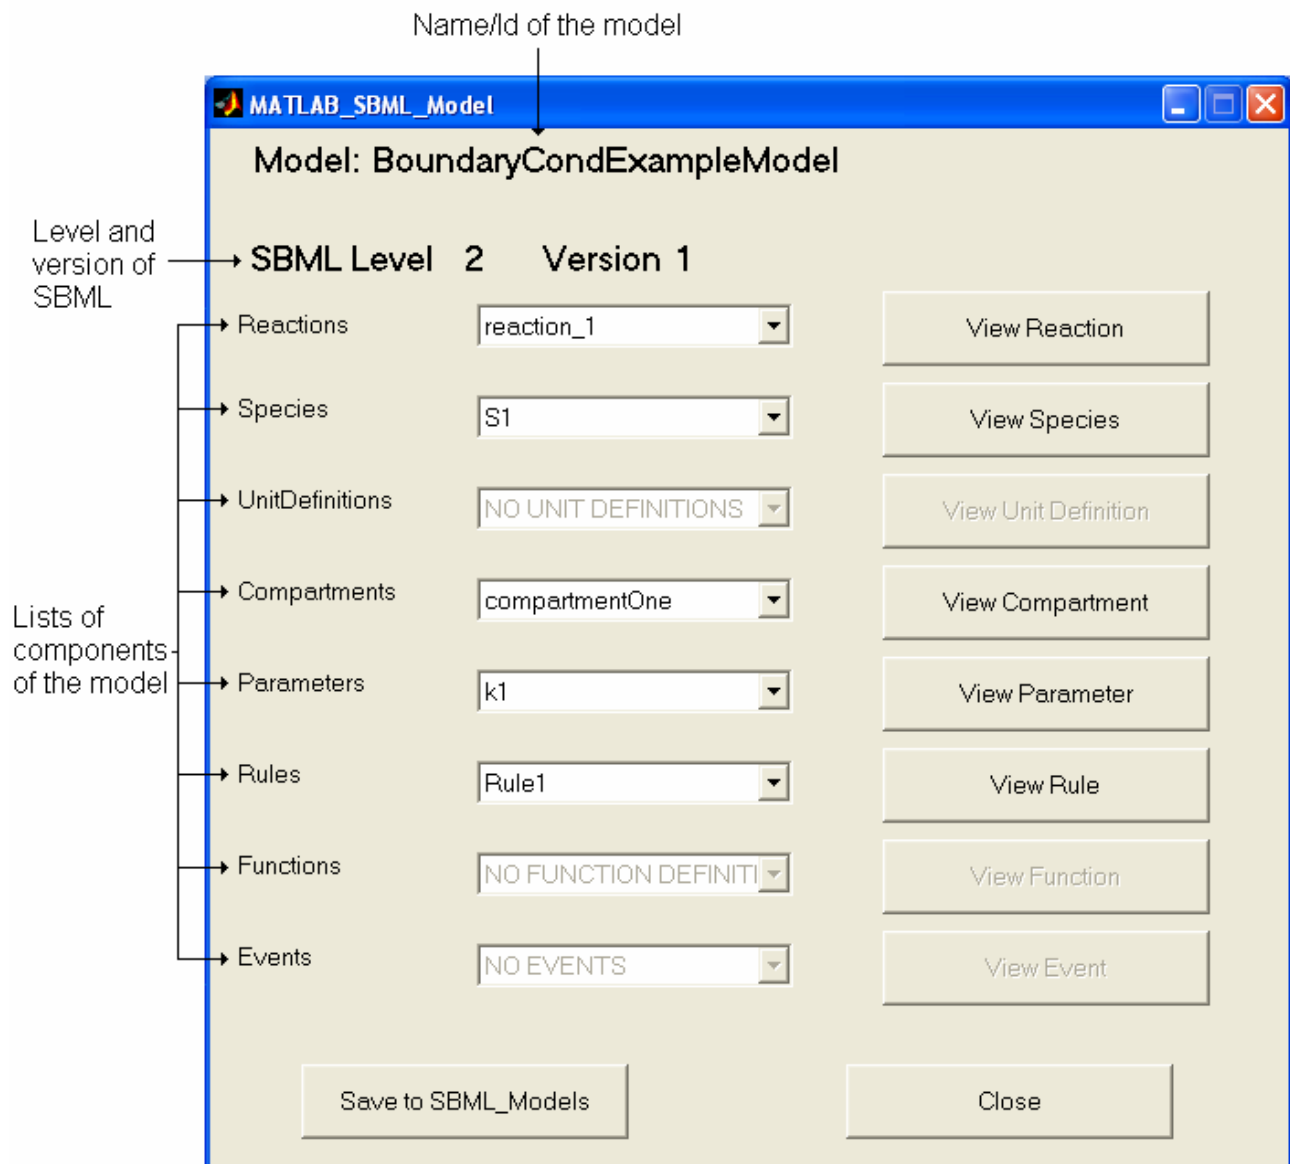 Name/Id of the model
MATLAB_SBML_Model
Model: BoundaryCondExampleModel
Level and
version of
SBML
SBML Level 2 Version 1
Reactions reaction_1 View Reaction
Species S1 View Species
UnitDefinitions NO UNIT DEFINITIONS View Unit Definition
Compartments compartmentOne View Compartment
Lists of
components
of the model
Parameters k1 View Parameter
Rules Rule1 View Rule
Functions NO FUNCTION DEFINITI View Function
Events NO EVENTS View Event
Save to SBML_Models Close